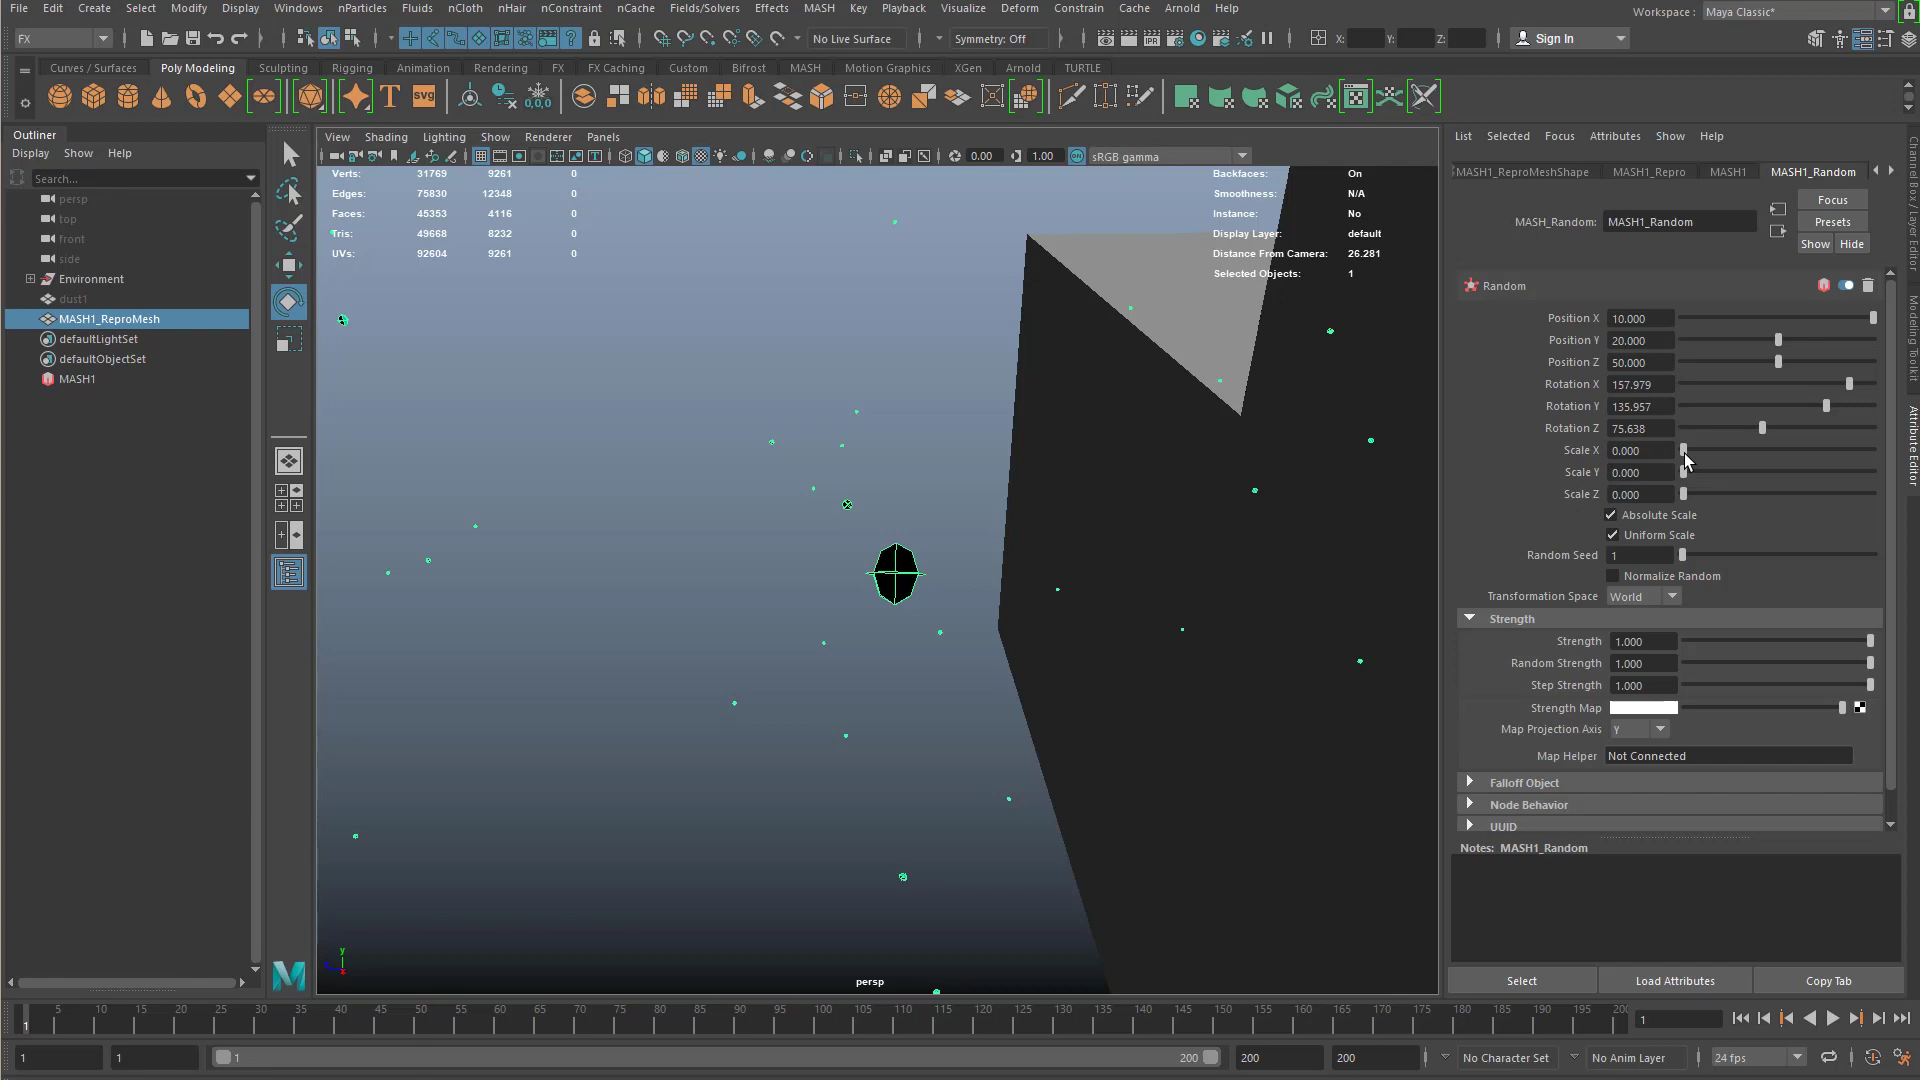 File Edit Create Select Modify Display Windows nParticles Fluids nCloth nHair nConstraint nCache Fields/Solvers Effects MASH Key Playback Visualize Deform Constrain Cache Arnold Help
Workspace : Maya Classic*
FX
No Live Surface
Symmetry: Off
X:
Y:
Z:
Sign In
Curves / Surfaces Poly Modeling Sculpting Rigging Animation Rendering FX FX Caching Custom Bifrost MASH Motion Graphics XGen Arnold TURTLE
T
SVG
0,0,0
Outliner
Display Show Help
Search...
persp
top
front
side
Environment
dust1
MASH1_ReproMesh
defaultLightSet
defaultObjectSet
MASH1
View Shading Lighting Show Renderer Panels
0.00
1.00
ON
sRGB gamma
Verts: 31769 9261 0
Edges: 75830 12348 0
Faces: 45353 4116 0
Tris: 49668 8232 0
UVs: 92604 9261 0
Backfaces: On
Smoothness: N/A
Instance: No
Display Layer: default
Distance From Camera: 26.281
Selected Objects: 1
y
x
persp
List Selected Focus Attributes Show Help
MASH1_ReproMeshShape MASH1_Repro MASH1 MASH1_Random
MASH_Random: MASH1_Random
Focus
Presets
Show Hide
Random
Position X 10.000
Position Y 20.000
Position Z 50.000
Rotation X 157.979
Rotation Y 135.957
Rotation Z 75.638
Scale X 0.000
Scale Y 0.000
Scale Z 0.000
Absolute Scale
Uniform Scale
Random Seed 1
Normalize Random
Transformation Space World
Strength
Strength 1.000
Random Strength 1.000
Step Strength 1.000
Strength Map
Map Projection Axis Y
Map Helper Not Connected
Falloff Object
Node Behavior
UUID
Notes: MASH1_Random
Select
Load Attributes
Copy Tab
Channel Box / Layer Editor
Modeling Toolkit
Attribute Editor
5 10 15 20 25 30 35 40 45 50 55 60 65 70 75 80 85 90 95 100 105 110 115 120 125 130 135 140 145 150 155 160 165 170 175 180 185 190 195 200
1
1
1
1
1
200
200
200
No Character Set
No Anim Layer
24 fps